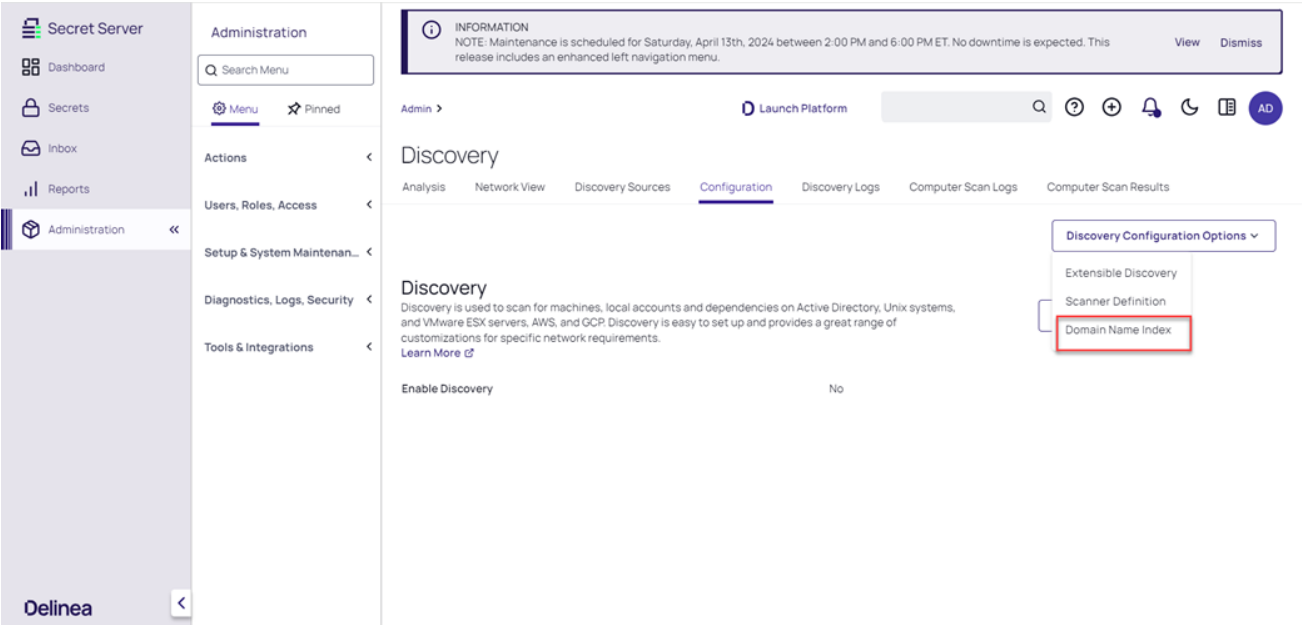 Secret Server
Dashboard
Secrets
Inbox
Reports
Administration
Delinea
Administration
Search Menu
Menu
Pinned
Actions
Users, Roles, Access
Setup & System Maintenan...
Diagnostics, Logs, Security
Tools & Integrations
INFORMATION
NOTE: Maintenance is scheduled for Saturday, April 13th, 2024 between 2:00 PM and 6:00 PM ET. No downtime is expected. This
release includes an enhanced left navigation menu.
View
Dismiss
Admin >
Launch Platform
AD
Discovery
Analysis
Network View
Discovery Sources
Configuration
Discovery Logs
Computer Scan Logs
Computer Scan Results
Discovery Configuration Options
Extensible Discovery
Scanner Definition
Domain Name Index
Discovery
Discovery is used to scan for machines, local accounts and dependencies on Active Directory, Unix systems,
and VMware ESX servers, AWS, and GCP. Discovery is easy to set up and provides a great range of
customizations for specific network requirements.
Learn More
Enable Discovery
No